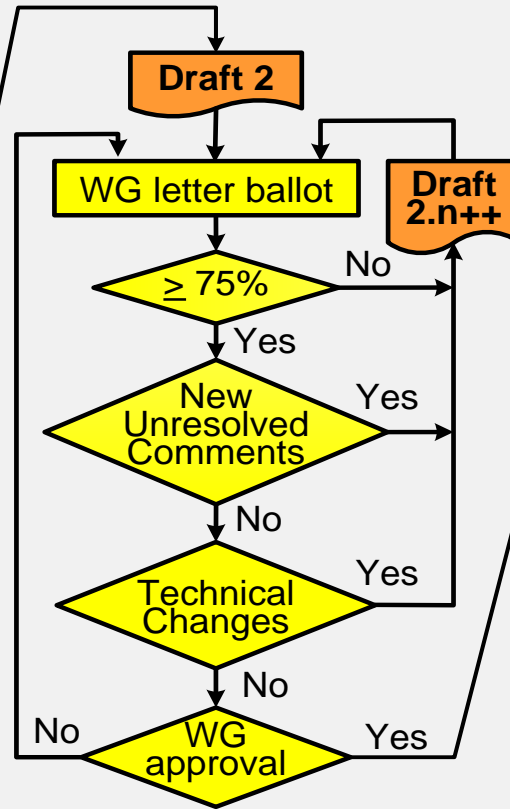 Draft 2
WG letter ballot
Draft
2.n++
≥ 75%
No
Yes
New
Unresolved
Comments
Yes
No
Technical
Changes
Yes
No
No
WG
approval
Yes